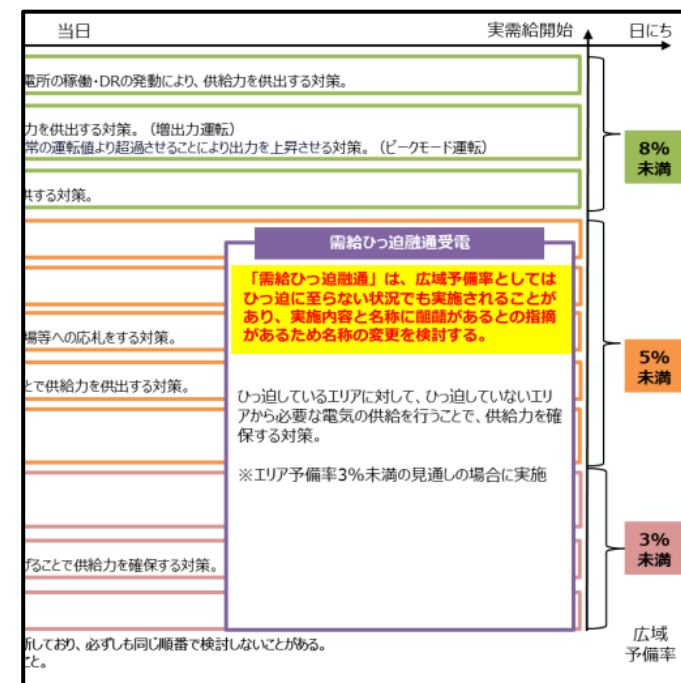 当日
実需給開始
日にち
電所の稼働・DRの発動により、供給力を供出する対策。
力を供出する対策。（増出力運転）
常の運転値より超過させることにより出力を上昇させる対策。（ピークモード運転）
8%
未満
共する対策。
需給ひっ迫融通受電
「需給ひっ迫融通」は、広域予備率としては
ひっ迫に至らない状況でも実施されることが
あり、実施内容と名称に齟齬があるとの指摘
があるため名称の変更を検討する。
場等への応札をする対策。
5%
未満
とで供給力を供出する対策。
ひっ迫しているエリアに対して、ひっ迫していないエリ
アから必要な電気の供給を行うことで、供給力を確
保する対策。
※エリア予備率3%未満の見通しの場合に実施
3%
未満
げることで供給力を確保する対策。
断しており、必ずしも同じ順番で検討しないことがある。
こと。
広域
予備率